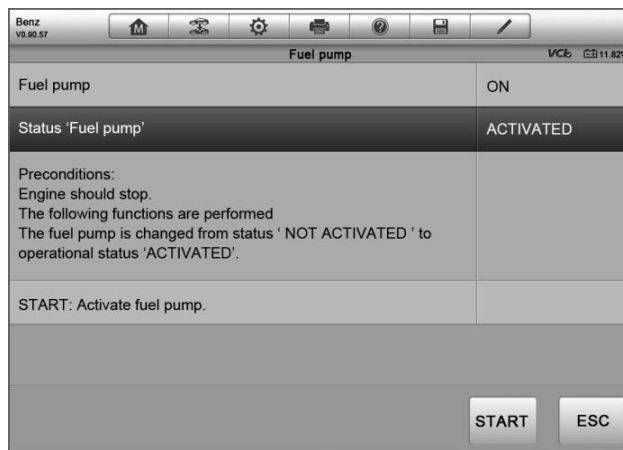 Benz
V0.90.57
M
Fuel pump
VCI
11.82V
Fuel pump ON
Status 'Fuel pump' ACTIVATED
Preconditions:
Engine should stop.
The following functions are performed
The fuel pump is changed from status ' NOT ACTIVATED ' to
operational status 'ACTIVATED'.
START: Activate fuel pump.
START ESC